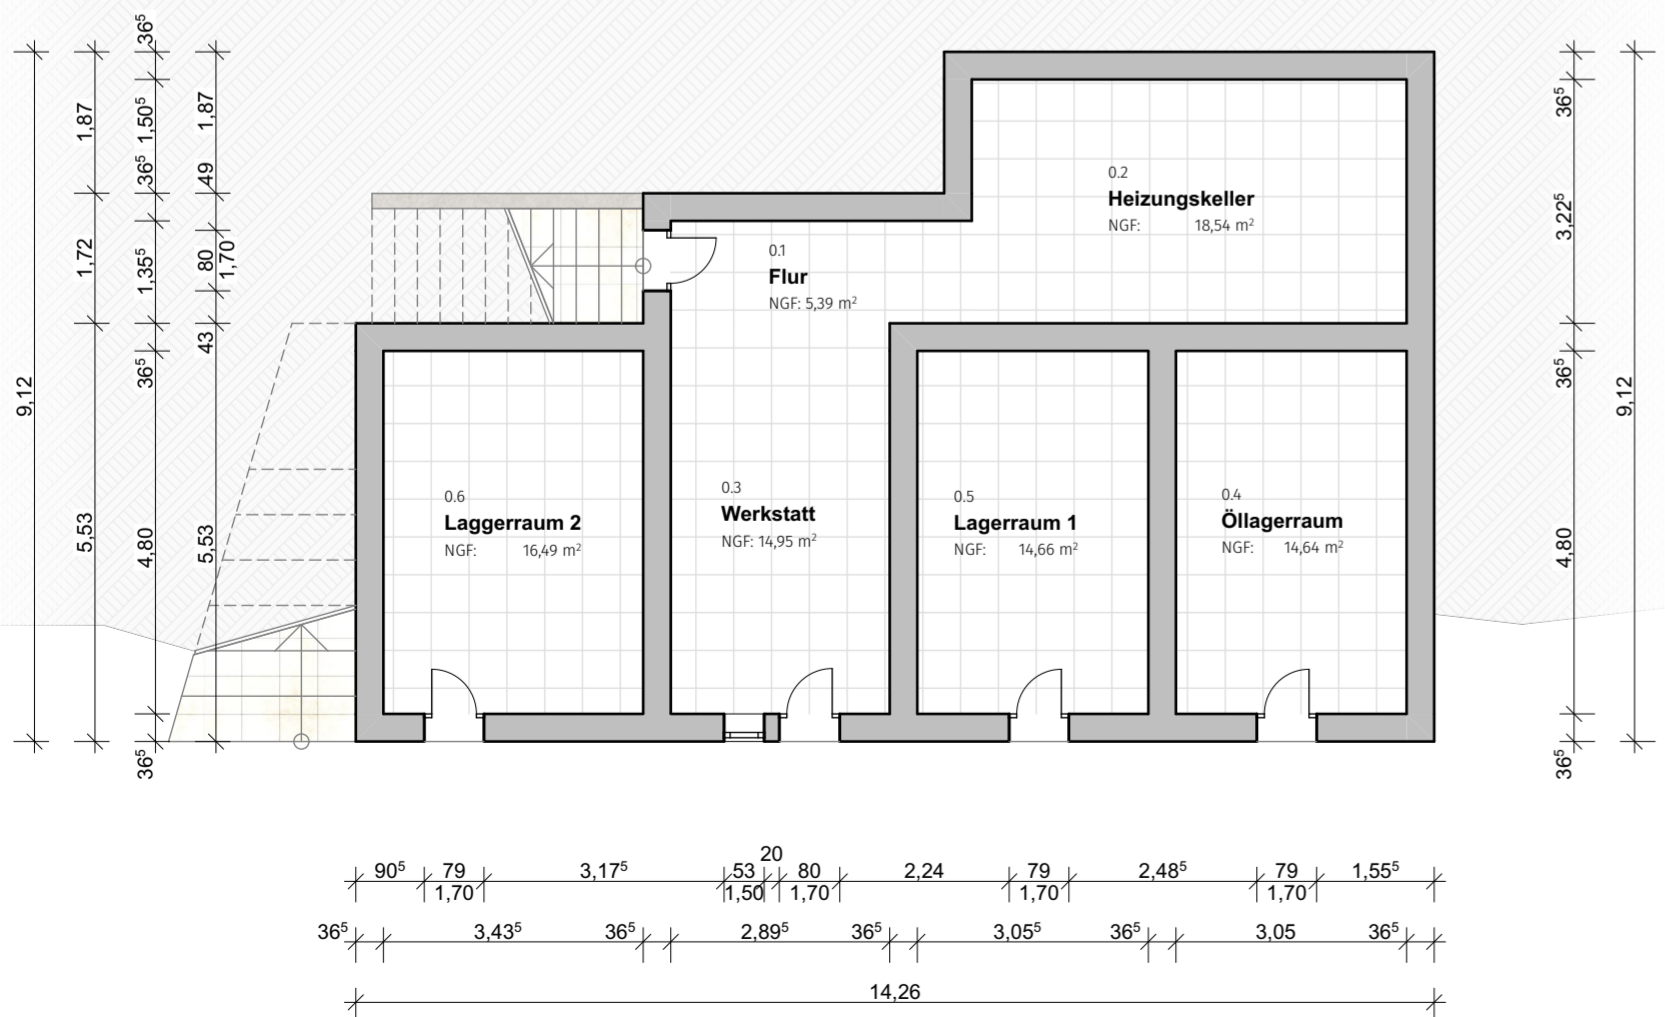 36⁵
1,87
1,50⁵
1,87
36⁵
49
1,72
1,35⁵
80
1,70
43
36⁵
9,12
5,53
4,80
5,53
36⁵
0.1
Flur
NGF: 5,39 m²
0.2
Heizungskeller
NGF: 18,54 m²
0.6
Laggerraum 2
NGF: 16,49 m²
0.3
Werkstatt
NGF: 14,95 m²
0.5
Lagerraum 1
NGF: 14,66 m²
0.4
Öllagerraum
NGF: 14,64 m²
36⁵
3,22⁵
36⁵
9,12
4,80
36⁵
20
90⁵ 79 3,17⁵ 53 80 2,24 79 2,48⁵ 79 1,55⁵
1,70 1,50 1,70 1,70 1,70
36⁵ 3,43⁵ 36⁵ 2,89⁵ 36⁵ 3,05⁵ 36⁵ 3,05 36⁵
14,26